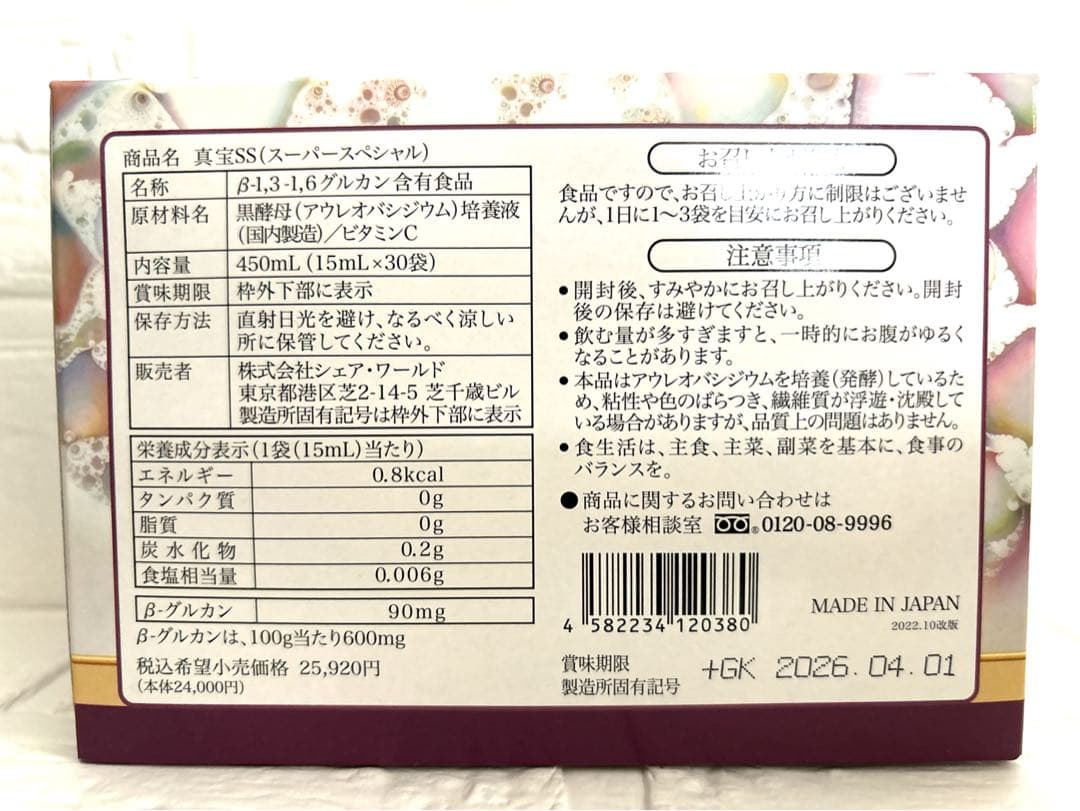 商品名 真宝SS(スーパースペシャル)
名称 β-1,3-1,6グルカン含有食品
原材料名 黒酵母(アウレオバシジウム)培養液
(国内製造)/ビタミンC
内容量 450mL(15mL×30袋)
賞味期限 枠外下部に表示
保存方法 直射日光を避け、なるべく涼しい
所に保管してください。
販売者 株式会社シェア・ワールド
東京都港区芝2-14-5 芝千歳ビル
製造所固有記号は枠外下部に表示
栄養成分表示(1袋(15mL)当たり)
エネルギー 0.8kcal
タンパク質 0g
脂質 0g
炭水化物 0.2g
食塩相当量 0.006g
β-グルカン 90mg
β-グルカンは、100g当たり600mg
税込希望小売価格 25,920円
(本体24,000円)
お召し
食品ですので、お召し上がり方に制限はございませ
んが、1日に1〜3袋を目安にお召し上がりください。
注意事項
●開封後、すみやかにお召し上がりください。開封
後の保存は避けてください。
●飲む量が多すぎますと、一時的にお腹がゆるく
なることがあります。
●本品はアウレオバシジウムを培養(発酵)しているた
め、粘性や色のばらつき、繊維質が浮遊・沈殿して
いる場合がありますが、品質上の問題はありません。
●食生活は、主食、主菜、副菜を基本に、食事の
バランスを。
●商品に関するお問い合わせは
お客様相談室 0120-08-9996
4 582234 120380
MADE IN JAPAN
2022.10改版
賞味期限
製造所固有記号
+GK 2026.04.01